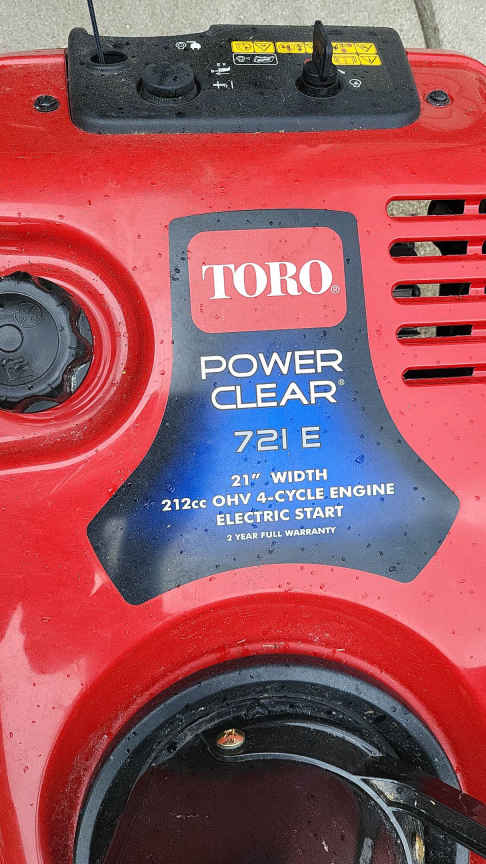 TORO®
POWER
CLEAR®
721 E
21” WIDTH
212cc OHV 4-CYCLE ENGINE
ELECTRIC START
2 YEAR FULL WARRANTY